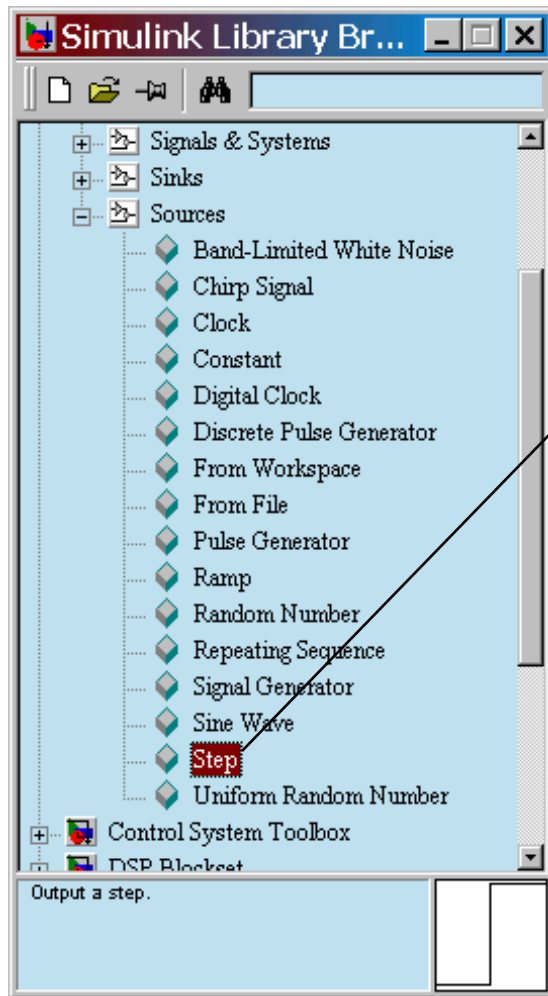 Simulink Library Br...
Signals & Systems
Sinks
Sources
Band-Limited White Noise
Chirp Signal
Clock
Constant
Digital Clock
Discrete Pulse Generator
From Workspace
From File
Pulse Generator
Ramp
Random Number
Repeating Sequence
Signal Generator
Sine Wave
Step
Uniform Random Number
Control System Toolbox
DSP Blockset
Output a step.